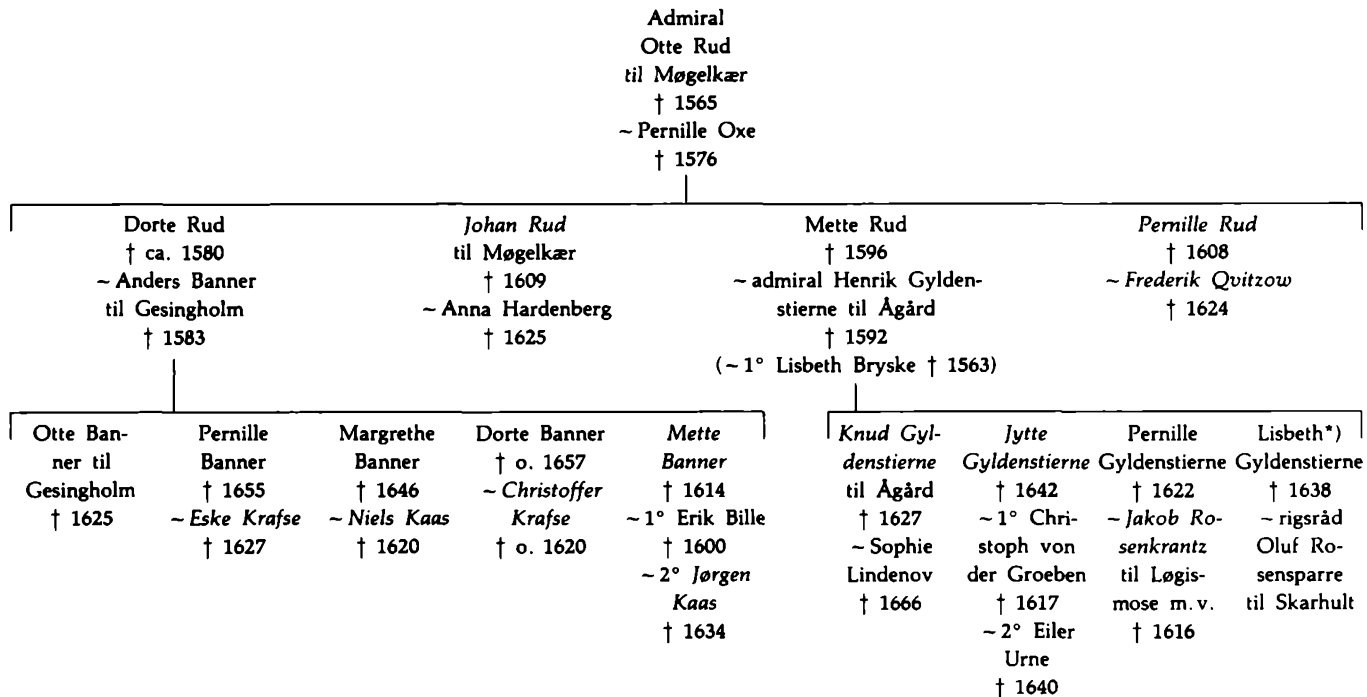 Admiral
Otte Rud
til Møgelkær
† 1565
~ Pernille Oxe
† 1576
Dorte Rud
† ca. 1580
~ Anders Banner
til Gesingholm
† 1583
Johan Rud
til Møgelkær
† 1609
~ Anna Hardenberg
† 1625
Mette Rud
† 1596
~ admiral Henrik Gylden-
stierne til Ågård
† 1592
(~ 1° Lisbeth Bryske † 1563)
Pernille Rud
† 1608
~ Frederik Qvitzow
† 1624
Otte Ban-
ner til
Gesingholm
† 1625
Pernille
Banner
† 1655
~ Eske Krafse
† 1627
Margrethe
Banner
† 1646
~ Niels Kaas
† 1620
Dorte Banner
† o. 1657
~ Christoffer
Krafse
† o. 1620
Mette
Banner
† 1614
~ 1° Erik Bille
† 1600
~ 2° Jørgen
Kaas
† 1634
Knud Gyl-
denstierne
til Ågård
† 1627
~ Sophie
Lindenov
† 1666
Jytte
Gyldenstierne
† 1642
~ 1° Chri-
stoph von
der Groeben
† 1617
~ 2° Eiler
Urne
† 1640
Pernille
Gyldenstierne
† 1622
~ Jakob Ro-
senkrantz
til Løgis-
mose m.v.
† 1616
Lisbeth*)
Gyldenstierne
† 1638
~ rigsråd
Oluf Ro-
sensparre
til Skarhult